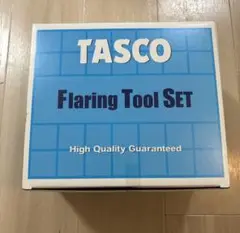 TASCO
Flaring Tool SET
High Quality Guaranteed